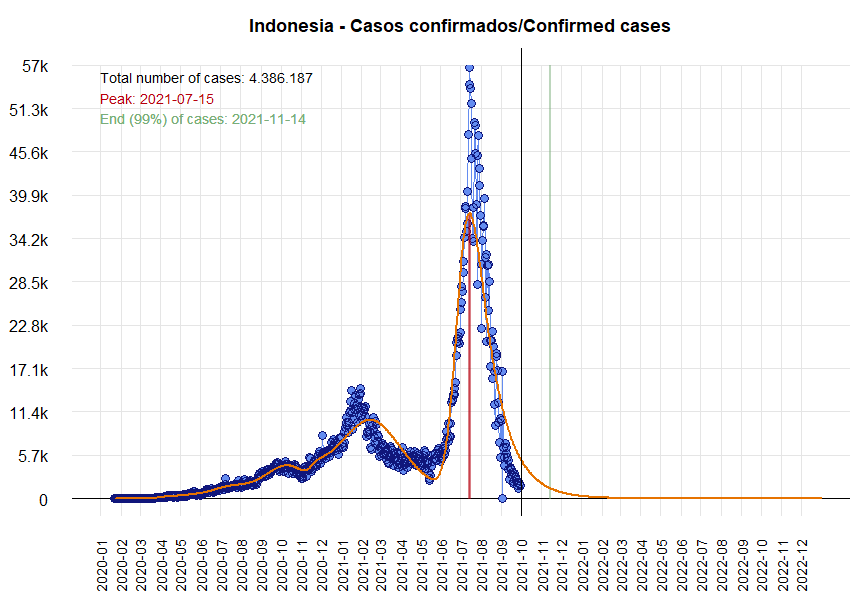 Indonesia - Casos confirmados/Confirmed cases
57k
Total number of cases: 4.386.187
Peak: 2021-07-15
End (99%) of cases: 2021-11-14
51.3k
45.6k
39.9k
34.2k
28.5k
22.8k
17.1k
11.4k
5.7k
0
2020-01
2020-02
2020-03
2020-04
2020-05
2020-06
2020-07
2020-08
2020-09
2020-10
2020-11
2020-12
2021-01
2021-02
2021-03
2021-04
2021-05
2021-06
2021-07
2021-08
2021-09
2021-10
2021-11
2021-12
2022-01
2022-02
2022-03
2022-04
2022-05
2022-06
2022-07
2022-08
2022-09
2022-10
2022-11
2022-12